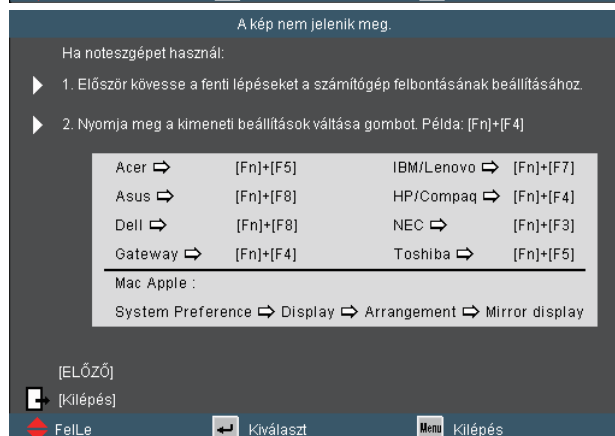 A kép nem jelenik meg.
Ha noteszgépet használ:
1. Először kövesse a fenti lépéseket a számítógép felbontásának beállításához.
2. Nyomja meg a kimeneti beállítások váltása gombot. Példa: [Fn]+[F4]
Acer ⇨ [Fn]+[F5] IBM/Lenovo ⇨ [Fn]+[F7]
Asus ⇨ [Fn]+[F8] HP/Compaq ⇨ [Fn]+[F4]
Dell ⇨ [Fn]+[F8] NEC ⇨ [Fn]+[F3]
Gateway ⇨ [Fn]+[F4] Toshiba ⇨ [Fn]+[F5]
Mac Apple :
System Preference ⇨ Display ⇨ Arrangement ⇨ Mirror display
[ELŐZŐ]
[Kilépés]
FelLe Kiválaszt Menu Kilépés